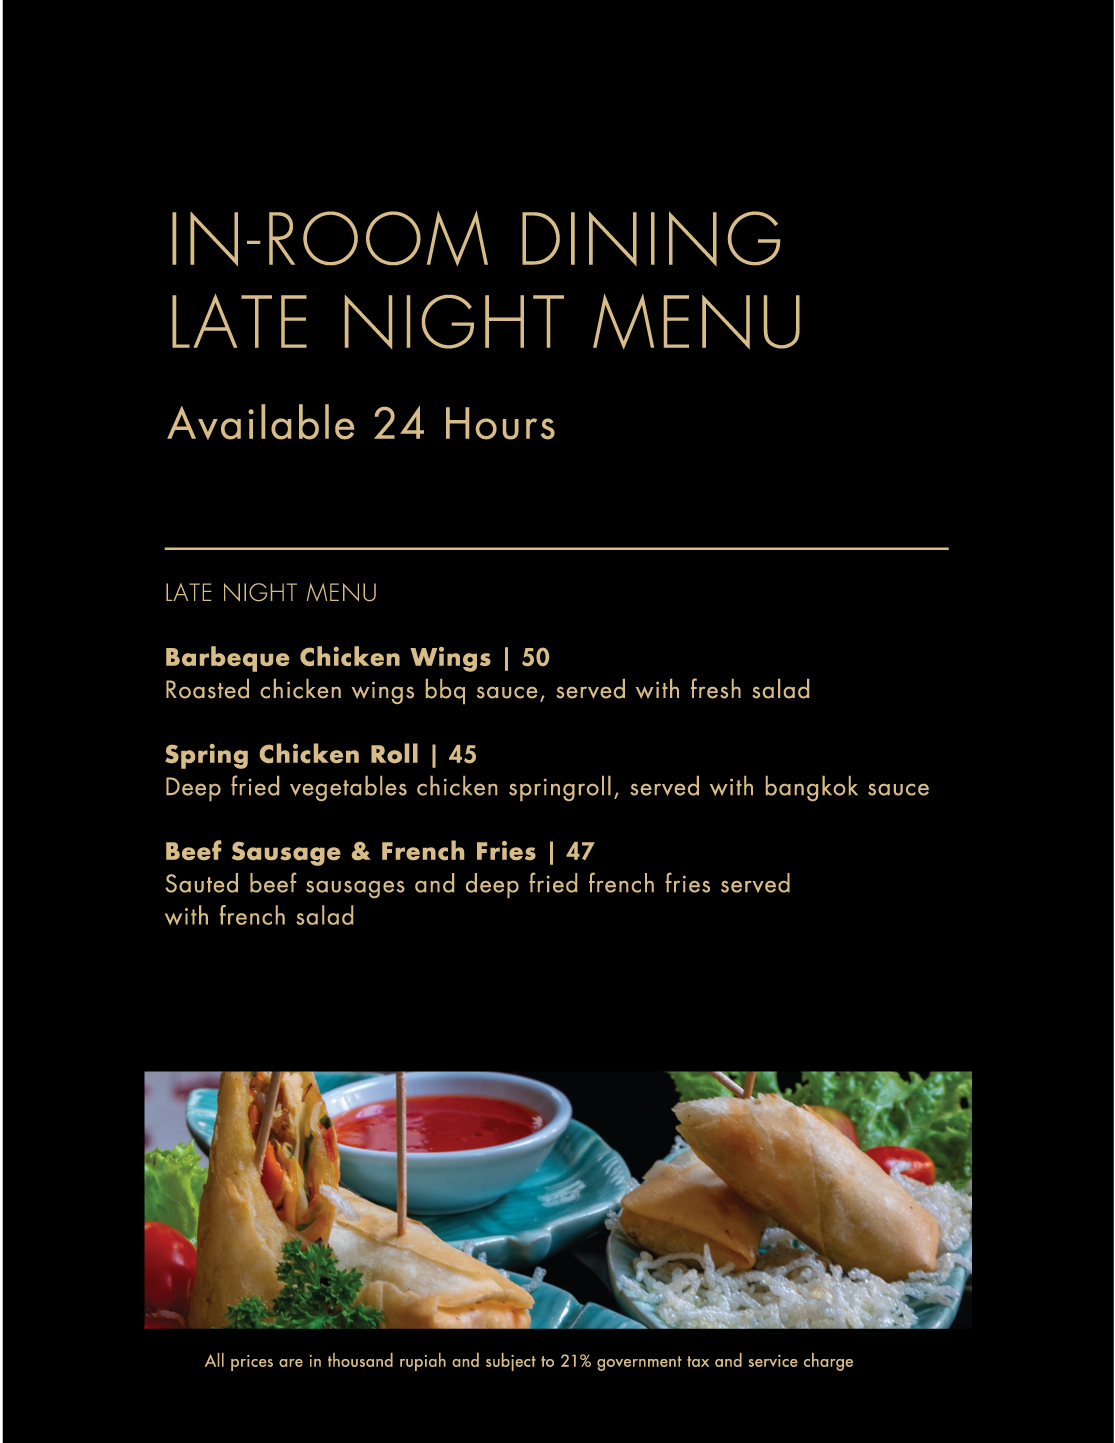 IN-ROOM DINING
LATE NIGHT MENU
Available 24 Hours
LATE NIGHT MENU
Barbeque Chicken Wings | 50
Roasted chicken wings bbq sauce, served with fresh salad
Spring Chicken Roll | 45
Deep fried vegetables chicken springroll, served with bangkok sauce
Beef Sausage & French Fries | 47
Sauted beef sausages and deep fried french fries served
with french salad
All prices are in thousand rupiah and subject to 21% government tax and service charge